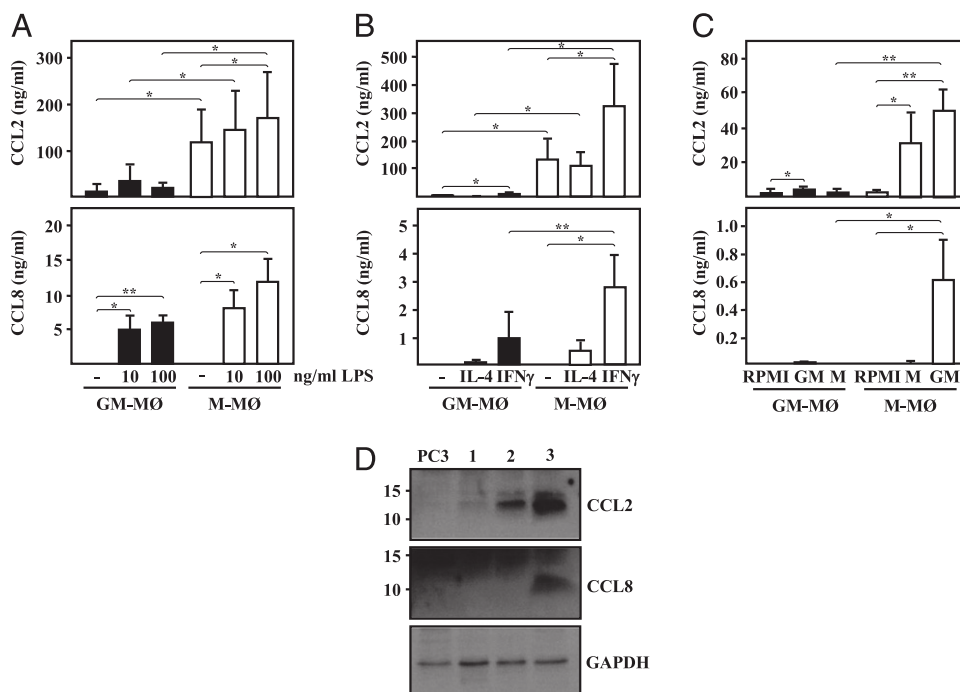 A
CCL2 (ng/ml)
300
200
100
*
*
*
*
CCL8 (ng/ml)
20
15
10
5
**
*
*
*
- 10 100 - 10 100 ng/ml LPS
GM-MØ M-MØ
B
CCL2 (ng/ml)
500
400
300
200
100
*
*
*
*
*
CCL8 (ng/ml)
5
4
3
2
1
**
*
- IL-4 IFNγ - IL-4 IFNγ
GM-MØ M-MØ
C
CCL2 (ng/ml)
80
60
40
20
**
**
*
*
CCL8 (ng/ml)
1.0
0.8
0.6
0.4
0.2
*
*
RPMI GM M RPMI M GM
GM-MØ M-MØ
D
PC3 1 2 3
15
10
CCL2
15
10
CCL8
GAPDH